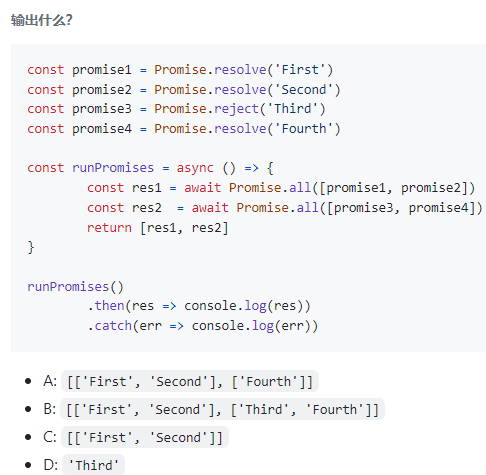 输出什么?
const promise1 = Promise.resolve('First')
const promise2 = Promise.resolve('Second')
const promise3 = Promise.reject('Third')
const promise4 = Promise.resolve('Fourth')
const runPromises = async () => {
const res1 = await Promise.all([promise1, promise2])
const res2  = await Promise.all([promise3, promise4])
return [res1, res2]
}
runPromises()
.then(res => console.log(res))
.catch(err => console.log(err))
• A: [['First', 'Second'], ['Fourth']]
• B: [['First', 'Second'], ['Third', 'Fourth']]
• C: [['First', 'Second']]
• D: 'Third'